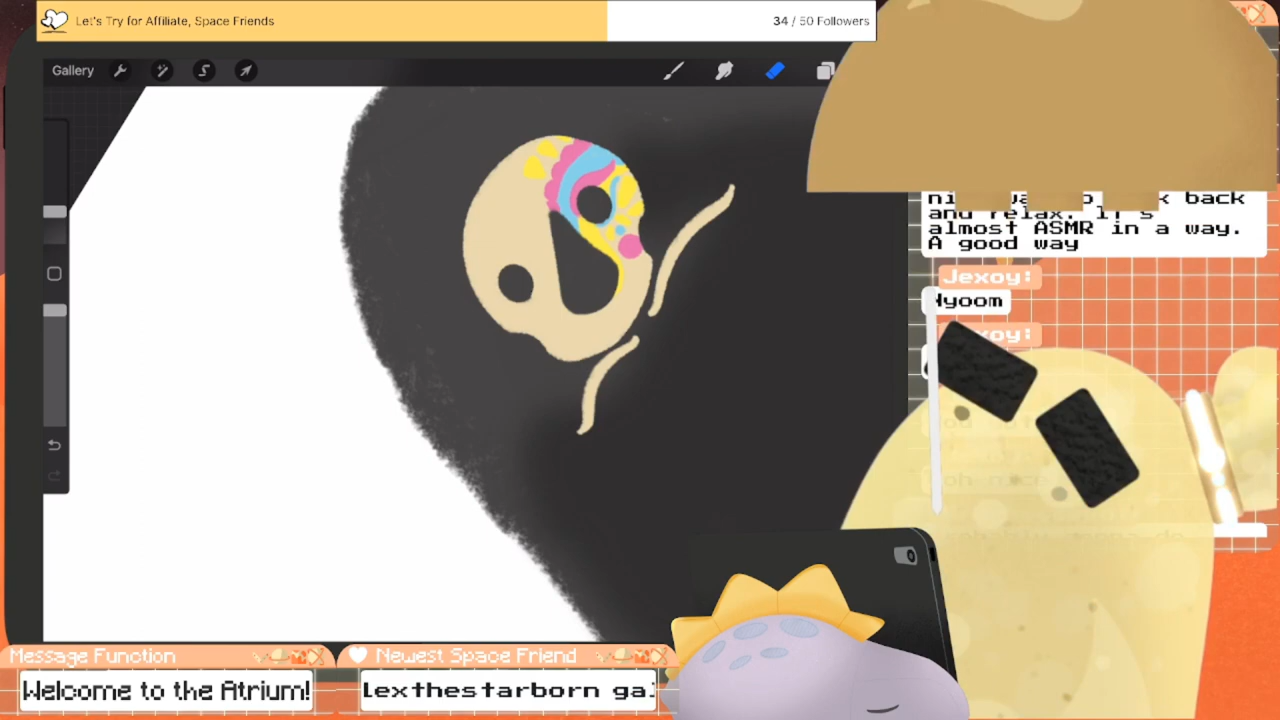 Let's Try for Affiliate, Space Friends
34 / 50 Followers
Gallery
back
and relax. It's
almost ASMR in a way.
A good way
Jexoy:
Nyoom
Message Function
Newest Space Friend
Welcome to the Atrium!
lexthestarborn